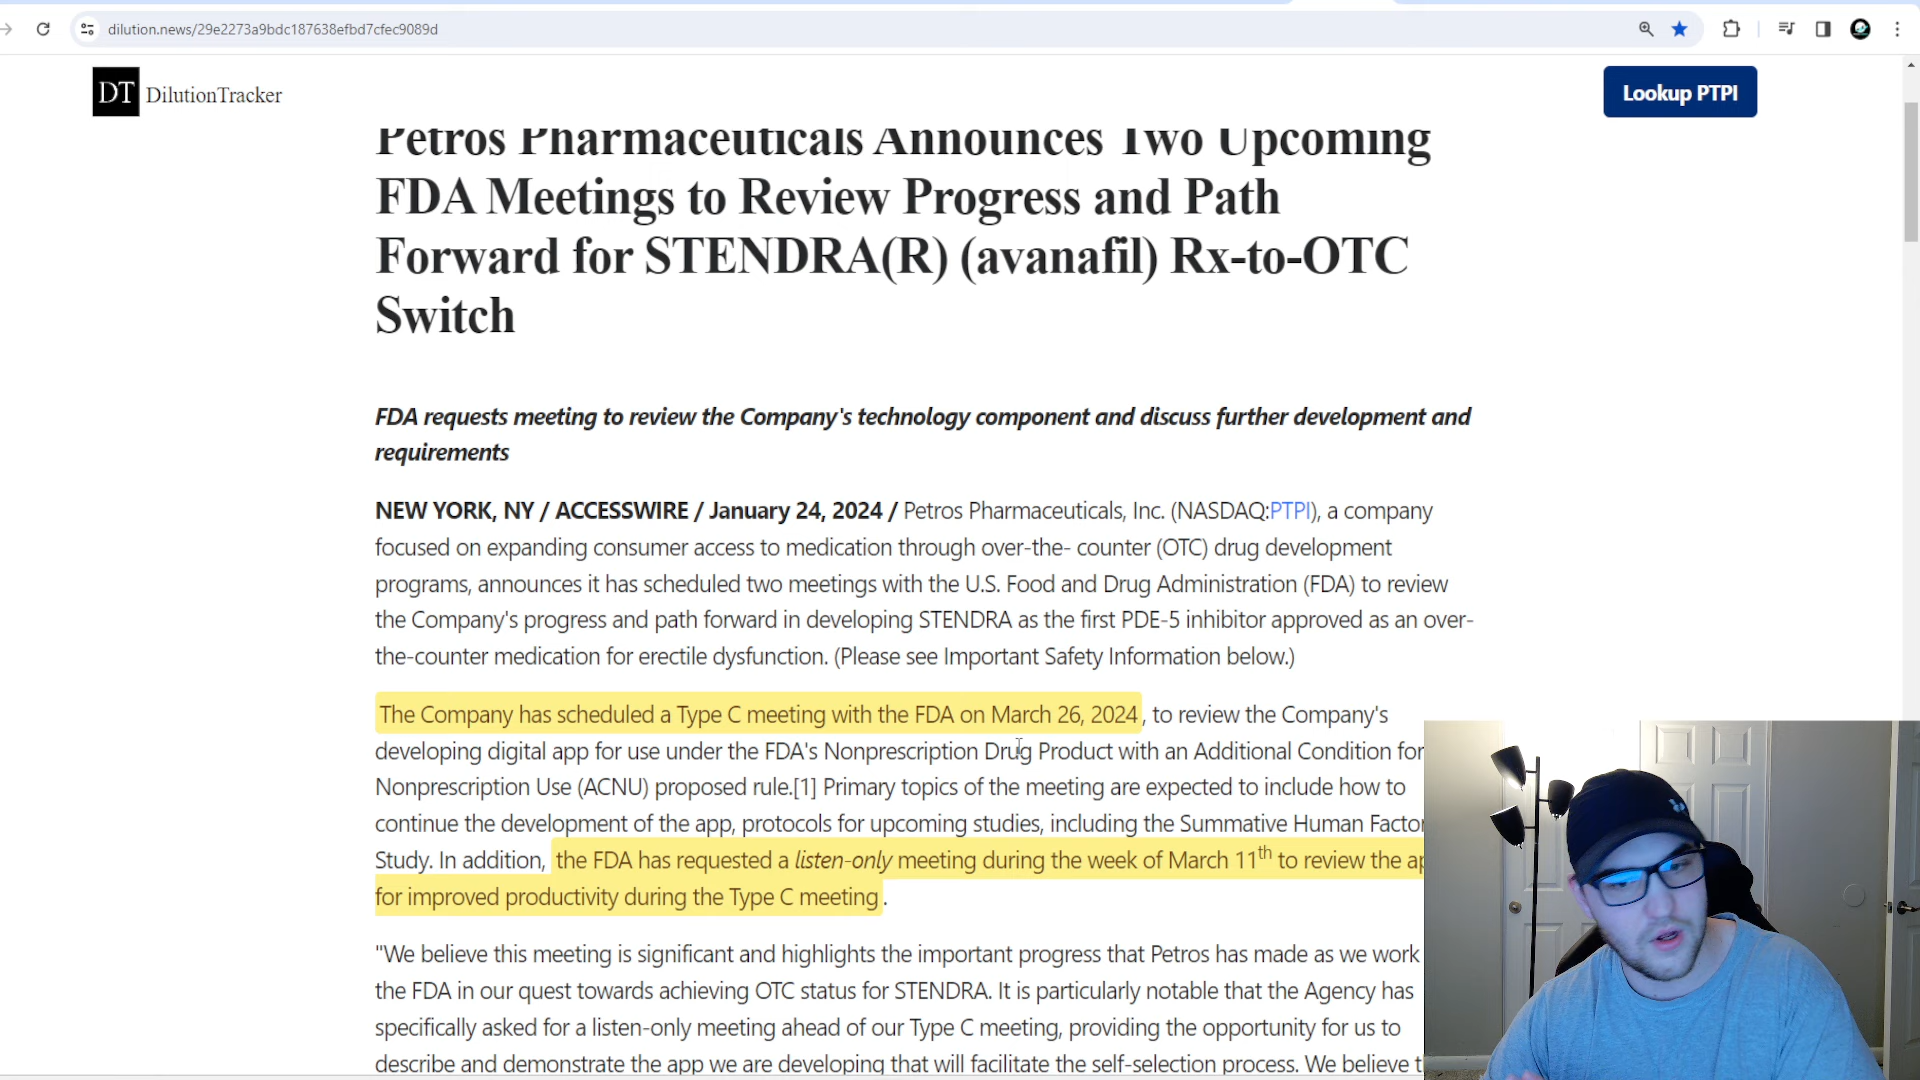 dilution.news/29e2273a9bdc187638efbd7cfec9089d
DT DilutionTracker
Lookup PTPI
Petros Pharmaceuticals Announces Two Upcoming
FDA Meetings to Review Progress and Path
Forward for STENDRA(R) (avanafil) Rx-to-OTC
Switch
FDA requests meeting to review the Company's technology component and discuss further development and
requirements
NEW YORK, NY / ACCESSWIRE / January 24, 2024 / Petros Pharmaceuticals, Inc. (NASDAQ:PTPI), a company
focused on expanding consumer access to medication through over-the- counter (OTC) drug development
programs, announces it has scheduled two meetings with the U.S. Food and Drug Administration (FDA) to review
the Company's progress and path forward in developing STENDRA as the first PDE-5 inhibitor approved as an over-
the-counter medication for erectile dysfunction. (Please see Important Safety Information below.)
The Company has scheduled a Type C meeting with the FDA on March 26, 2024, to review the Company's
developing digital app for use under the FDA's Nonprescription Drug Product with an Additional Condition for
Nonprescription Use (ACNU) proposed rule.[1] Primary topics of the meeting are expected to include how to
continue the development of the app, protocols for upcoming studies, including the Summative Human Factor
Study. In addition, the FDA has requested a listen-only meeting during the week of March 11th to review the
for improved productivity during the Type C meeting.
"We believe this meeting is significant and highlights the important progress that Petros has made as we work
the FDA in our quest towards achieving OTC status for STENDRA. It is particularly notable that the Agency has
specifically asked for a listen-only meeting ahead of our Type C meeting, providing the opportunity for us to
describe and demonstrate the app we are developing that will facilitate the self-selection process. We believe